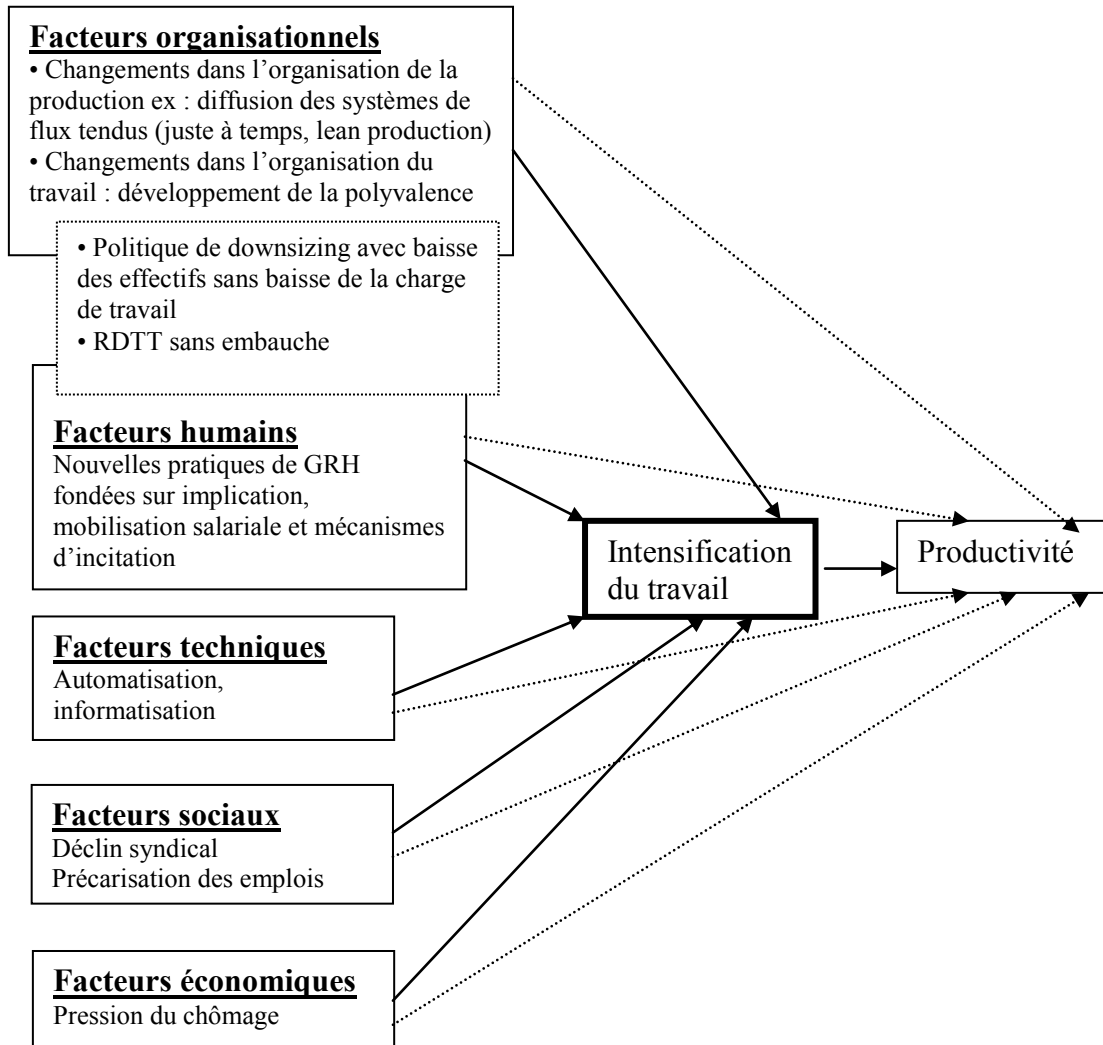 Facteurs organisationnels
• Changements dans l’organisation de la
production ex : diffusion des systèmes de
flux tendus (juste à temps, lean production)
• Changements dans l’organisation du
travail : développement de la polyvalence
• Politique de downsizing avec baisse
des effectifs sans baisse de la charge
de travail
• RDTT sans embauche
Facteurs humains
Nouvelles pratiques de GRH
fondées sur implication,
mobilisation salariale et mécanismes
d’incitation
Intensification
du travail
Productivité
Facteurs techniques
Automatisation,
informatisation
Facteurs sociaux
Déclin syndical
Précarisation des emplois
Facteurs économiques
Pression du chômage